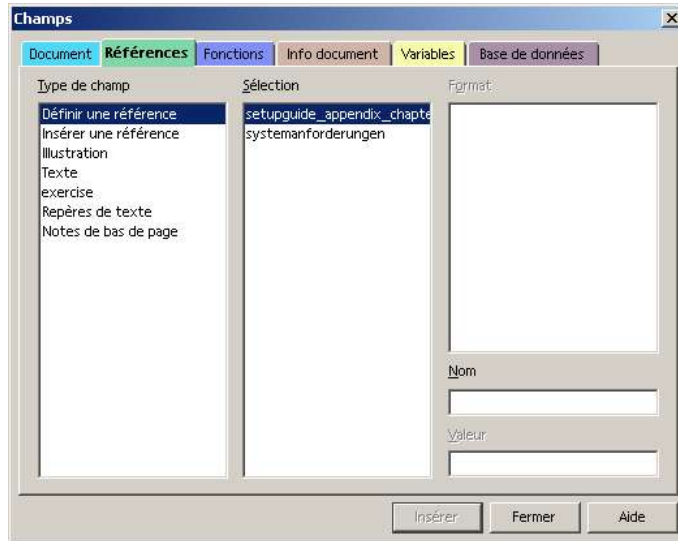 Champs
Document Références Fonctions Info document Variables Base de données
Type de champ
Définir une référence
Insérer une référence
Illustration
Texte
exercise
Repères de texte
Notes de bas de page
Sélection
setupguide_appendix_chapte
systemanforderungen
Format
Nom
Valeur
Insérer Fermer Aide